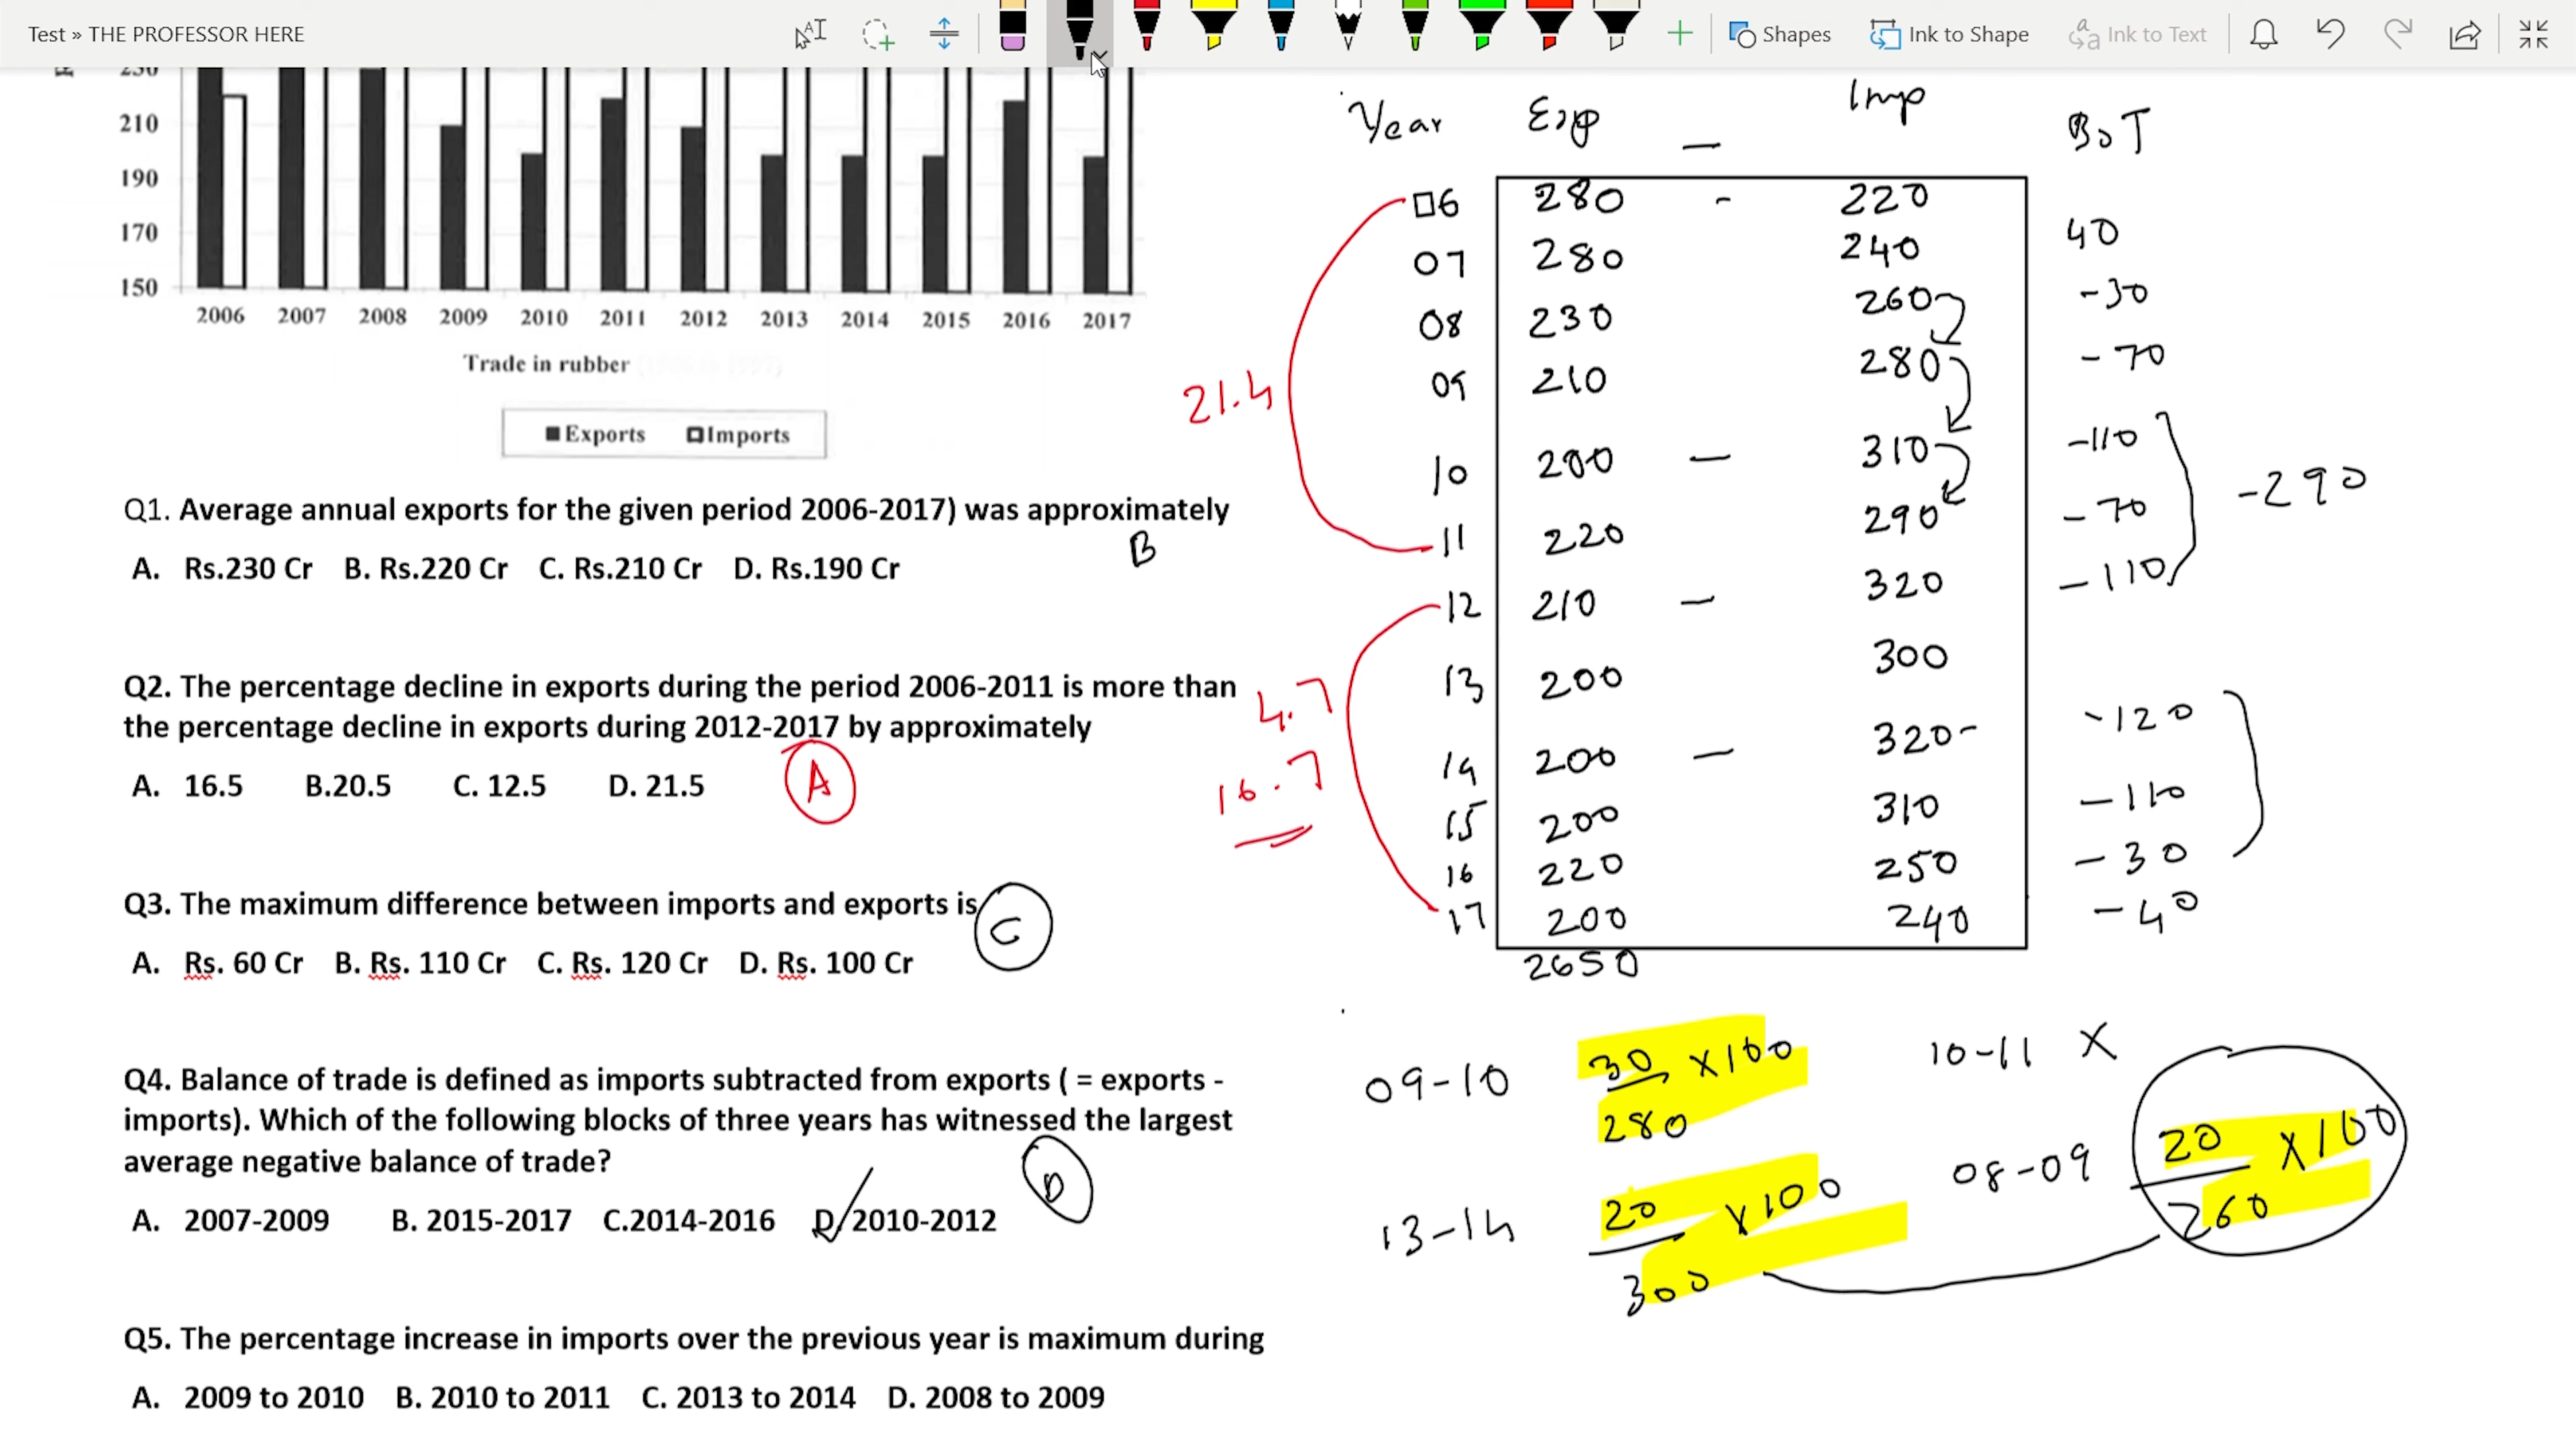 Test » THE PROFESSOR HERE
Shapes Ink to Shape Ink to Text
230
210
190
170
150
2006 2007 2008 2009 2010 2011 2012 2013 2014 2015 2016 2017
Trade in rubber
Exports Imports
Q1. Average annual exports for the given period 2006-2017) was approximately
B
A. Rs.230 Cr B. Rs.220 Cr C. Rs.210 Cr D. Rs.190 Cr
Q2. The percentage decline in exports during the period 2006-2011 is more than
the percentage decline in exports during 2012-2017 by approximately
A. 16.5 B.20.5 C. 12.5 D. 21.5
A
Q3. The maximum difference between imports and exports is
C
A. Rs. 60 Cr B. Rs. 110 Cr C. Rs. 120 Cr D. Rs. 100 Cr
Q4. Balance of trade is defined as imports subtracted from exports ( = exports -
imports). Which of the following blocks of three years has witnessed the largest
average negative balance of trade?
D
A. 2007-2009 B. 2015-2017 C.2014-2016 D 2010-2012
Q5. The percentage increase in imports over the previous year is maximum during
A. 2009 to 2010 B. 2010 to 2011 C. 2013 to 2014 D. 2008 to 2009
Year Exp - Imp BOT
06 280 - 220
07 280 240 40
08 230 260 -30
09 210 280 -70
10 200 - 310 -110
11 220 290 -70
12 210 - 320 -110
-290
13 200 300
14 200 - 320- -120
15 200 310 -110
16 220 250 -30
17 200 240 -40
2650
21.4
4.7
16.7
09-10 30 X100
280
10-11 X
08-09 20 X100
260
13-14 20 X100
300